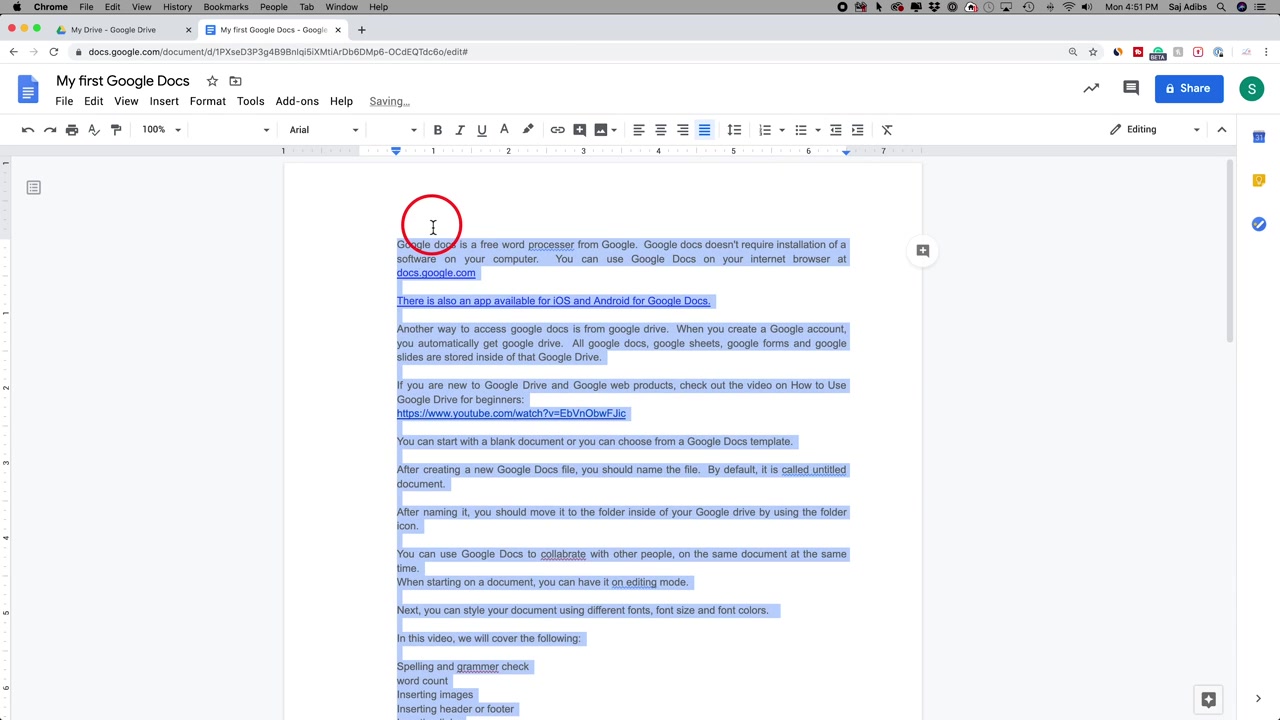 Chrome File Edit View History Bookmarks People Tab Window Help Mon 4:51 PM Saj Adibs
My Drive - Google Drive My first Google Docs - Google
docs.google.com/document/d/1PXseD3P3g4B9BnIqi5iXMtiArDb6DMp6-OCdEQTdc6o/edit#
BETA
My first Google Docs
File Edit View Insert Format Tools Add-ons Help Saving...
Share
S
100% Arial Editing
1 1 2 3 4 5 6 7
Google docs is a free word processer from Google. Google docs doesn't require installation of a
software on your computer. You can use Google Docs on your internet browser at
docs.google.com
There is also an app available for iOS and Android for Google Docs.
Another way to access google docs is from google drive. When you create a Google account,
you automatically get google drive. All google docs, google sheets, google forms and google
slides are stored inside of that Google Drive.
If you are new to Google Drive and Google web products, check out the video on How to Use
Google Drive for beginners:
https://www.youtube.com/watch?v=EbVnObwFJic
You can start with a blank document or you can choose from a Google Docs template.
After creating a new Google Docs file, you should name the file. By default, it is called untitled
document.
After naming it, you should move it to the folder inside of your Google drive by using the folder
icon.
You can use Google Docs to collabrate with other people, on the same document at the same
time.
When starting on a document, you can have it on editing mode.
Next, you can style your document using different fonts, font size and font colors.
In this video, we will cover the following:
Spelling and grammer check
word count
Inserting images
Inserting header or footer